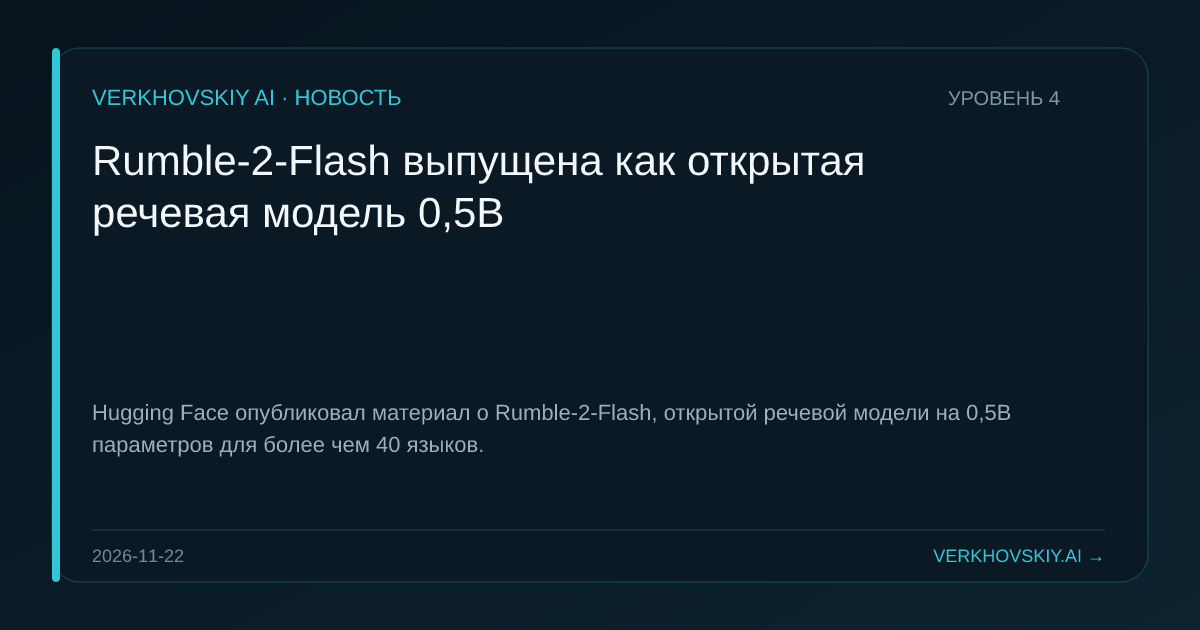 VERKHOVSKIY AI · НОВОСТЬ
УРОВЕНЬ 4
Rumble-2-Flash выпущена как открытая
речевая модель 0,5B
Hugging Face опубликовал материал о Rumble-2-Flash, открытой речевой модели на 0,5B
параметров для более чем 40 языков.
2026-11-22
VERKHOVSKIY.AI →